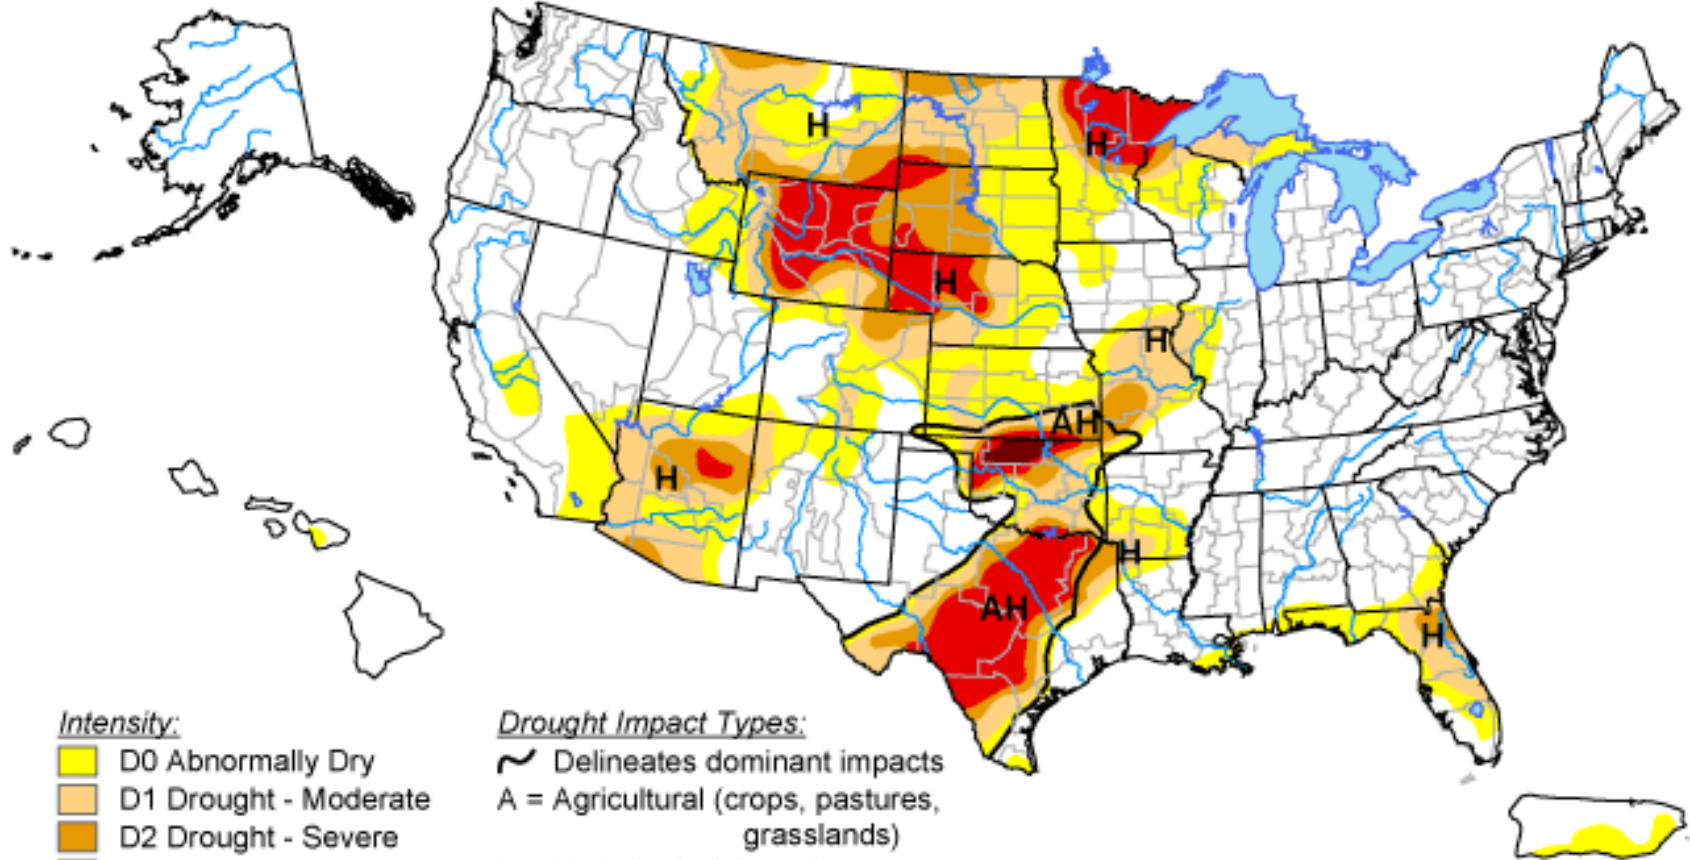 H
H
H
H
AH
H
H
AH
H
Intensity:
D0 Abnormally Dry
D1 Drought - Moderate
D2 Drought - Severe
Drought Impact Types:
Delineates dominant impacts
A = Agricultural (crops, pastures,
grasslands)